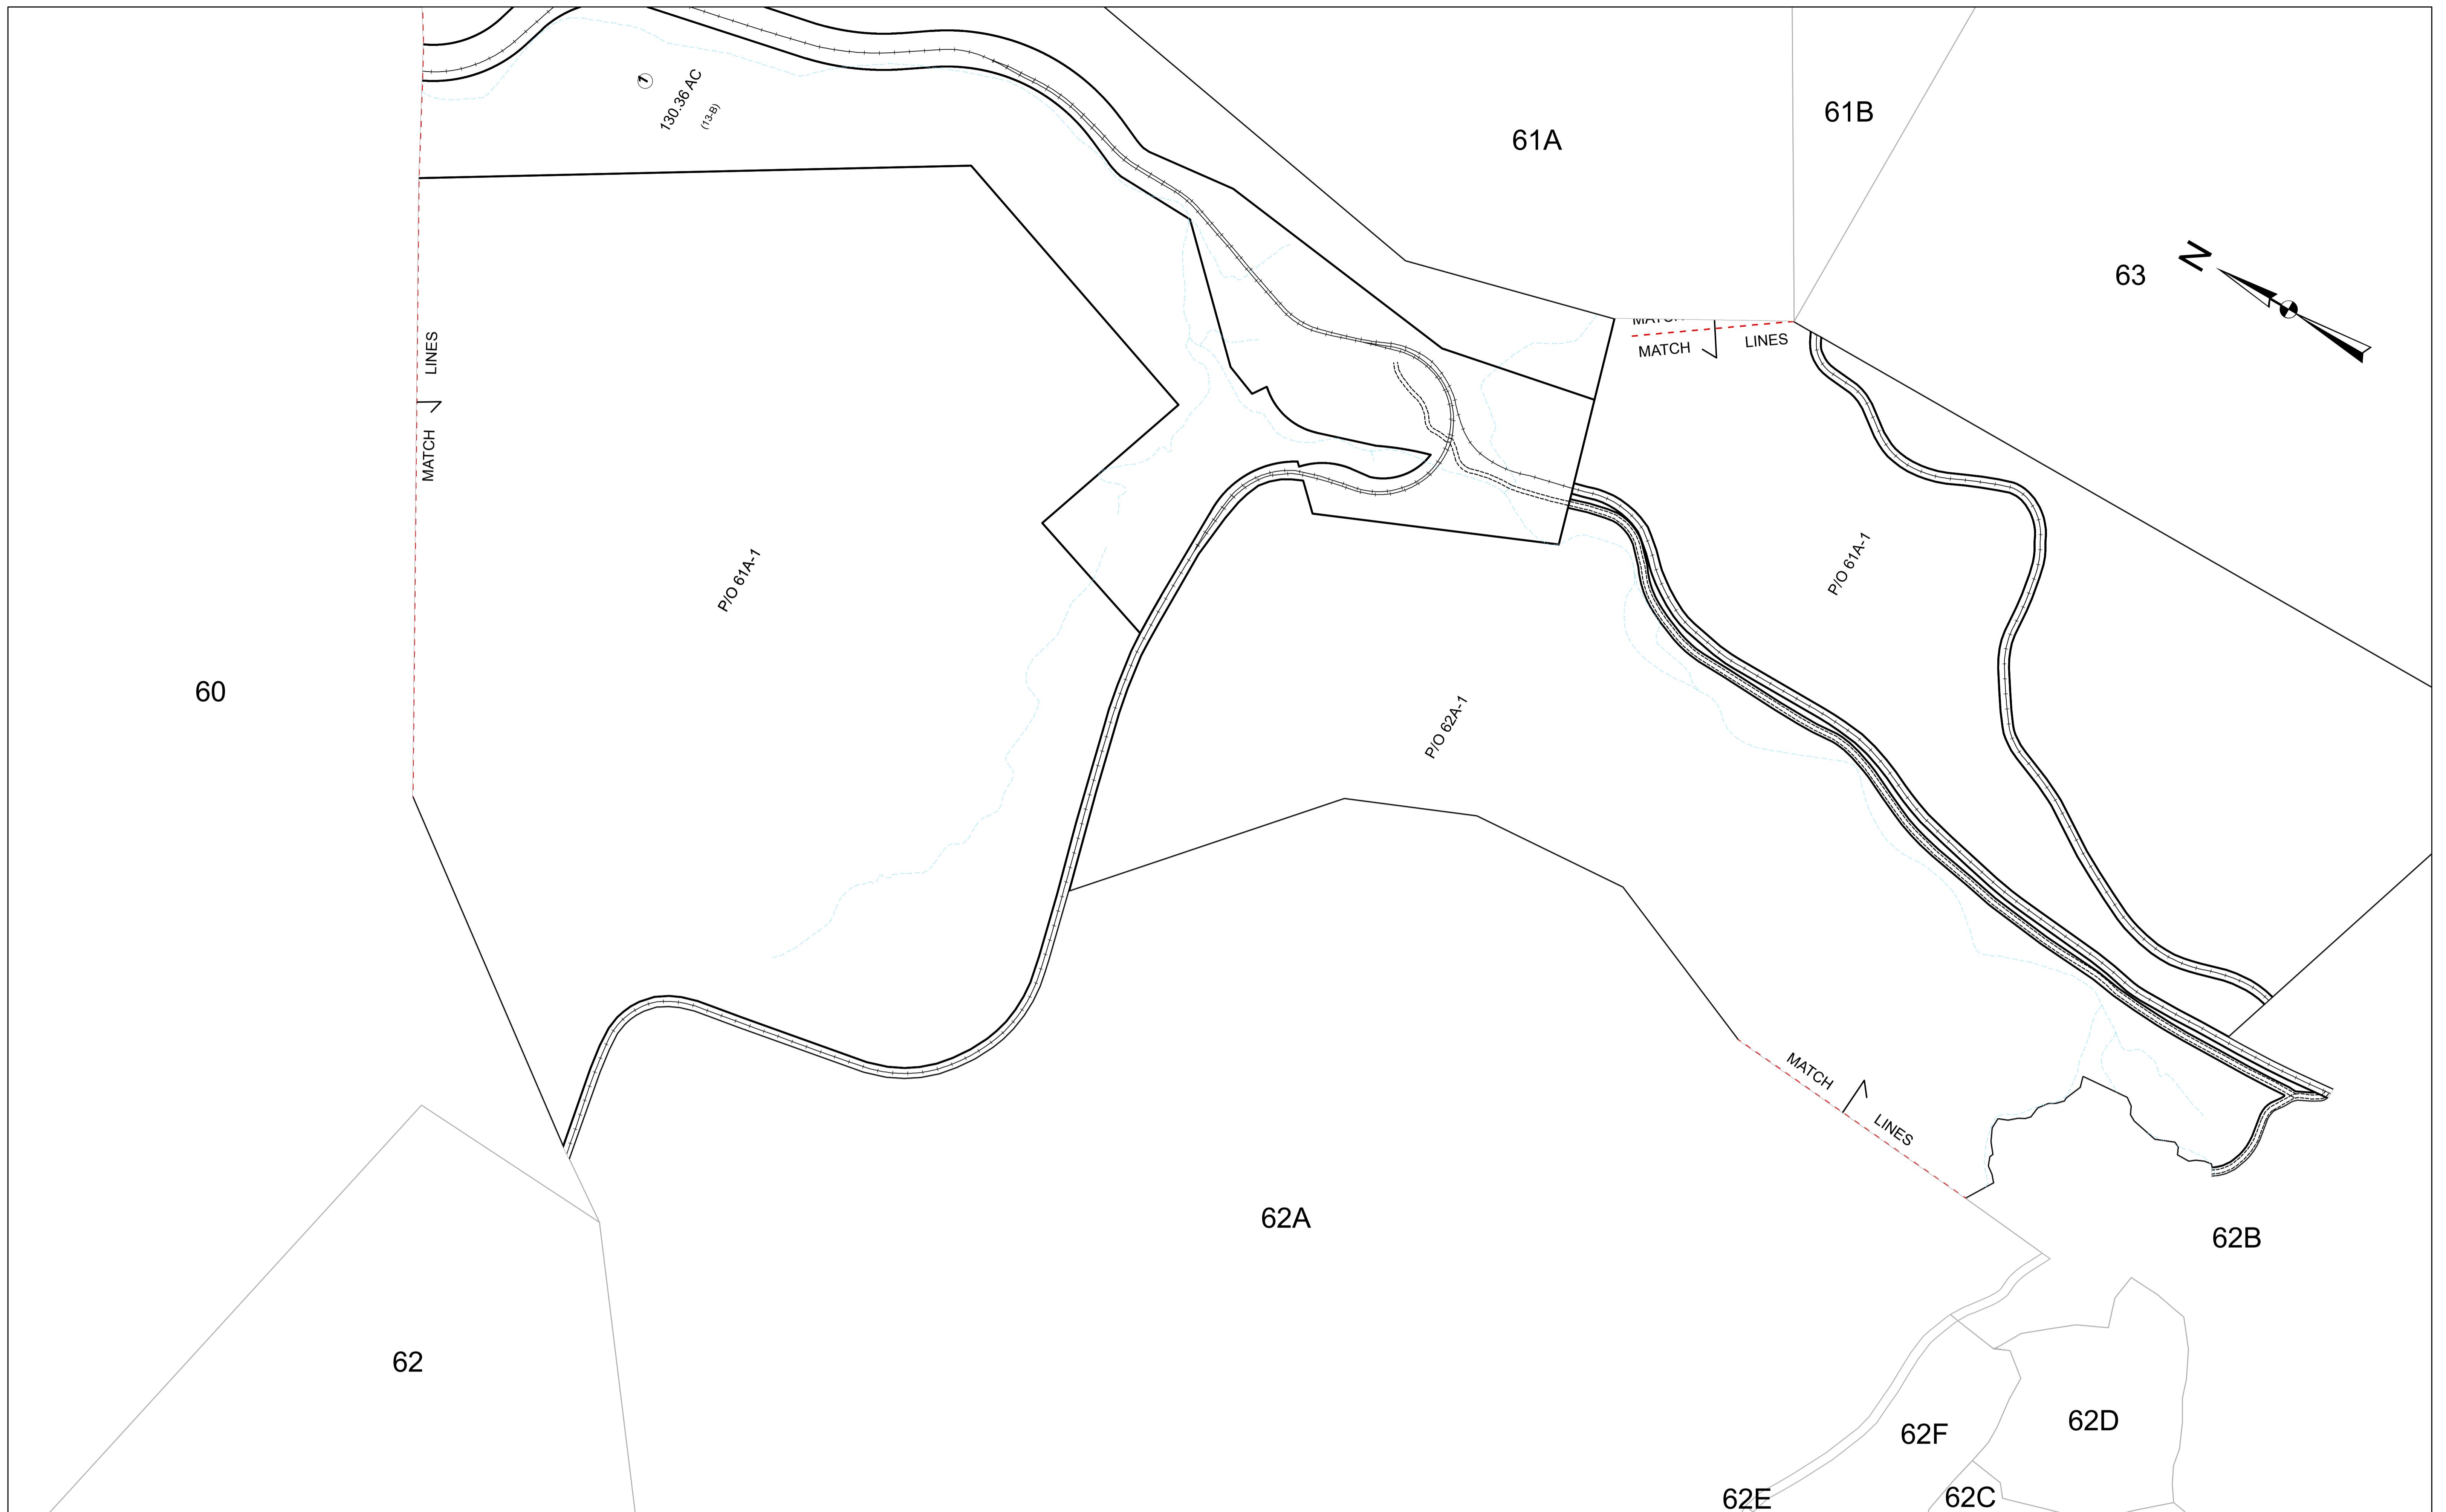 1
130.36 AC
(13-B)
61A
61B
63
N
MATCH LINES
MATCH LINES
P/O 61A-1
P/O 61A-1
P/O 62A-1
60
MATCH LINES
62A
62B
62
62F
62D
62E
62C